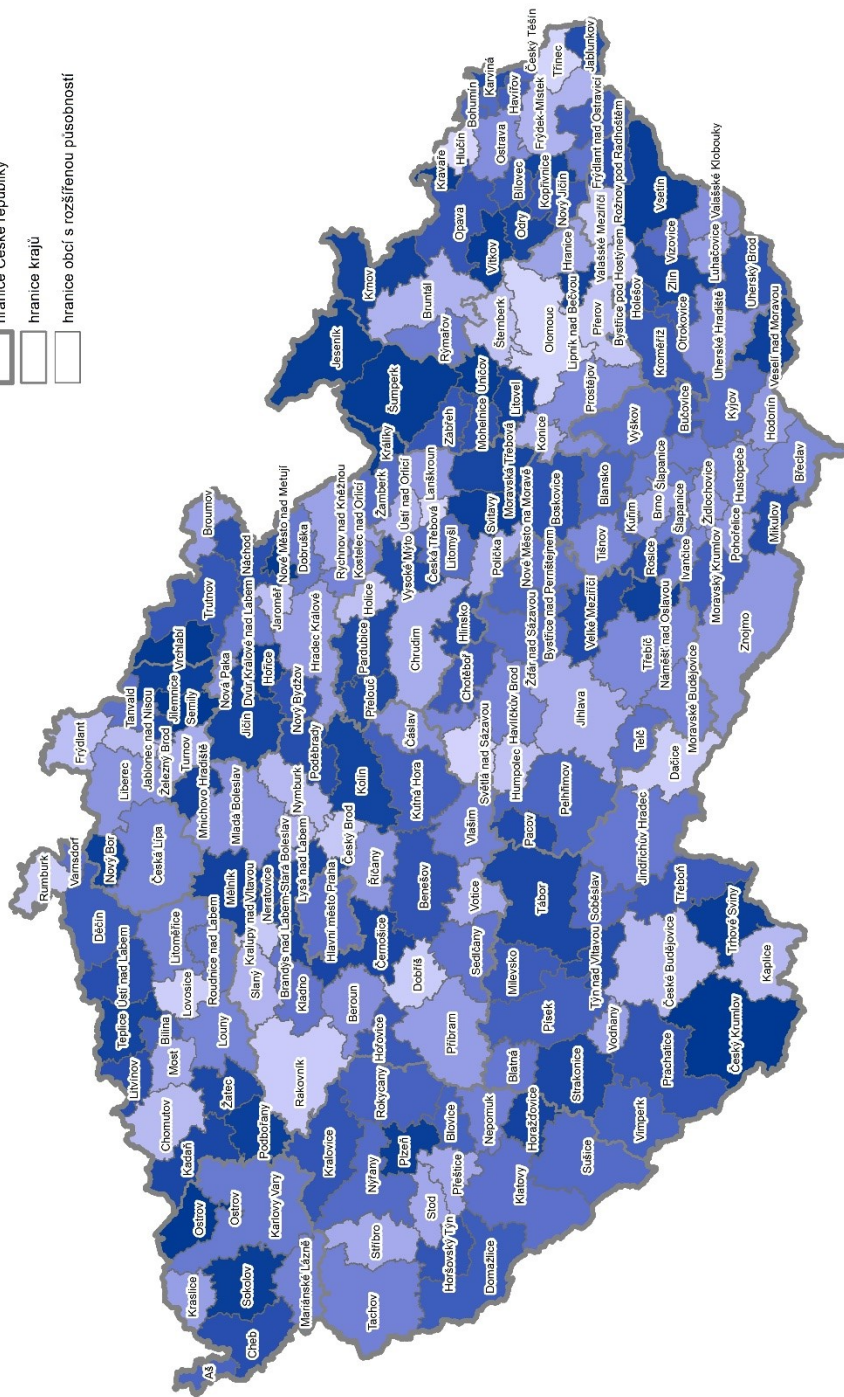 hranice České republiky
hranice krajů
hranice obcí s rozšířenou působností
Rumburk
Varnsdorf
Frýdlant
Děčín
Nový Bor
Liberec
Tanvald
Jablonec nad Nisou
Železný Brod
Teplice
Ústí nad Labem
Česká Lípa
Turnov
Semily
Jilemnice
Vrchlabí
Trutnov
Broumov
Litvínov
Bílina
Most
Litoměřice
Lovosice
Mnichovo Hradiště
Nová Paka
Dvůr Králové nad Labem
Náchod
Chomutov
Roudnice nad Labem
Mělník
Mladá Boleslav
Jičín
Hořice
Jaroměř
Nové Město nad Metují
Dobruška
Kadaň
Žatec
Louny
Slaný
Kralupy nad Vltavou
Neratovice
Ostrov
Ostrov
Podbořany
Brandýs nad Labem-Stará Boleslav
Lysá nad Labem
Nymburk
Poděbrady
Nový Bydžov
Hradec Králové
Rychnov nad Kněžnou
Kostelec nad Orlicí
Kraslice
Sokolov
Karlovy Vary
Rakovník
Kladno
Hlavní město Praha
Český Brod
Kolín
Přelouč
Pardubice
Holice
Žamberk
Králíky
Jeseník
Aš
Cheb
Mariánské Lázně
Kralovice
Beroun
Hořovice
Černošice
Říčany
Kutná Hora
Čáslav
Chrudim
Vysoké Mýto
Ústí nad Orlicí
Česká Třebová
Lanškroun
Šumperk
Krnov
Tachov
Stříbro
Nýřany
Plzeň
Rokycany
Dobříš
Benešov
Vlašim
Světlá nad Sázavou
Chotěboř
Hlinsko
Litomyšl
Svitavy
Moravská Třebová
Zábřeh
Mohelnice
Uničov
Rýmařov
Bruntál
Opava
Kravaře
Hlučín
Bohumín
Karviná
Havířov
Český Těšín
Třinec
Jablunkov
Stod
Přeštice
Blovice
Příbram
Sedlčany
Votice
Humpolec
Havlíčkův Brod
Žďár nad Sázavou
Nové Město na Moravě
Bystřice nad Pernštejnem
Polička
Boskovice
Konice
Litovel
Šternberk
Vítkov
Odry
Bílovec
Ostrava
Frýdek-Místek
Kopřivnice
Nový Jičín
Frýdlant nad Ostravicí
Horšovský Týn
Domažlice
Nepomuk
Klatovy
Blatná
Milevsko
Tábor
Pacov
Pelhřimov
Jihlava
Velké Meziříčí
Tišnov
Blansko
Prostějov
Olomouc
Lipník nad Bečvou
Hranice
Valašské Meziříčí
Rožnov pod Radhoštěm
Přerov
Bystřice pod Hostýnem
Holešov
Vsetín
Horažďovice
Sušice
Strakonice
Písek
Týn nad Vltavou
Soběslav
Jindřichův Hradec
Telč
Třebíč
Náměšť nad Oslavou
Rosice
Kuřim
Brno
Šlapanice
Šlapanice
Vyškov
Bučovice
Kroměříž
Otrokovice
Zlín
Vizovice
Luhačovice
Valašské Klobouky
Vimperk
Prachatice
Vodňany
České Budějovice
Třeboň
Dačice
Moravské Budějovice
Moravský Krumlov
Ivančice
Židlochovice
Pohořelice
Hustopeče
Kyjov
Uherské Hradiště
Uherský Brod
Veselí nad Moravou
Český Krumlov
Kaplice
Trhové Sviny
Znojmo
Mikulov
Břeclav
Hodonín